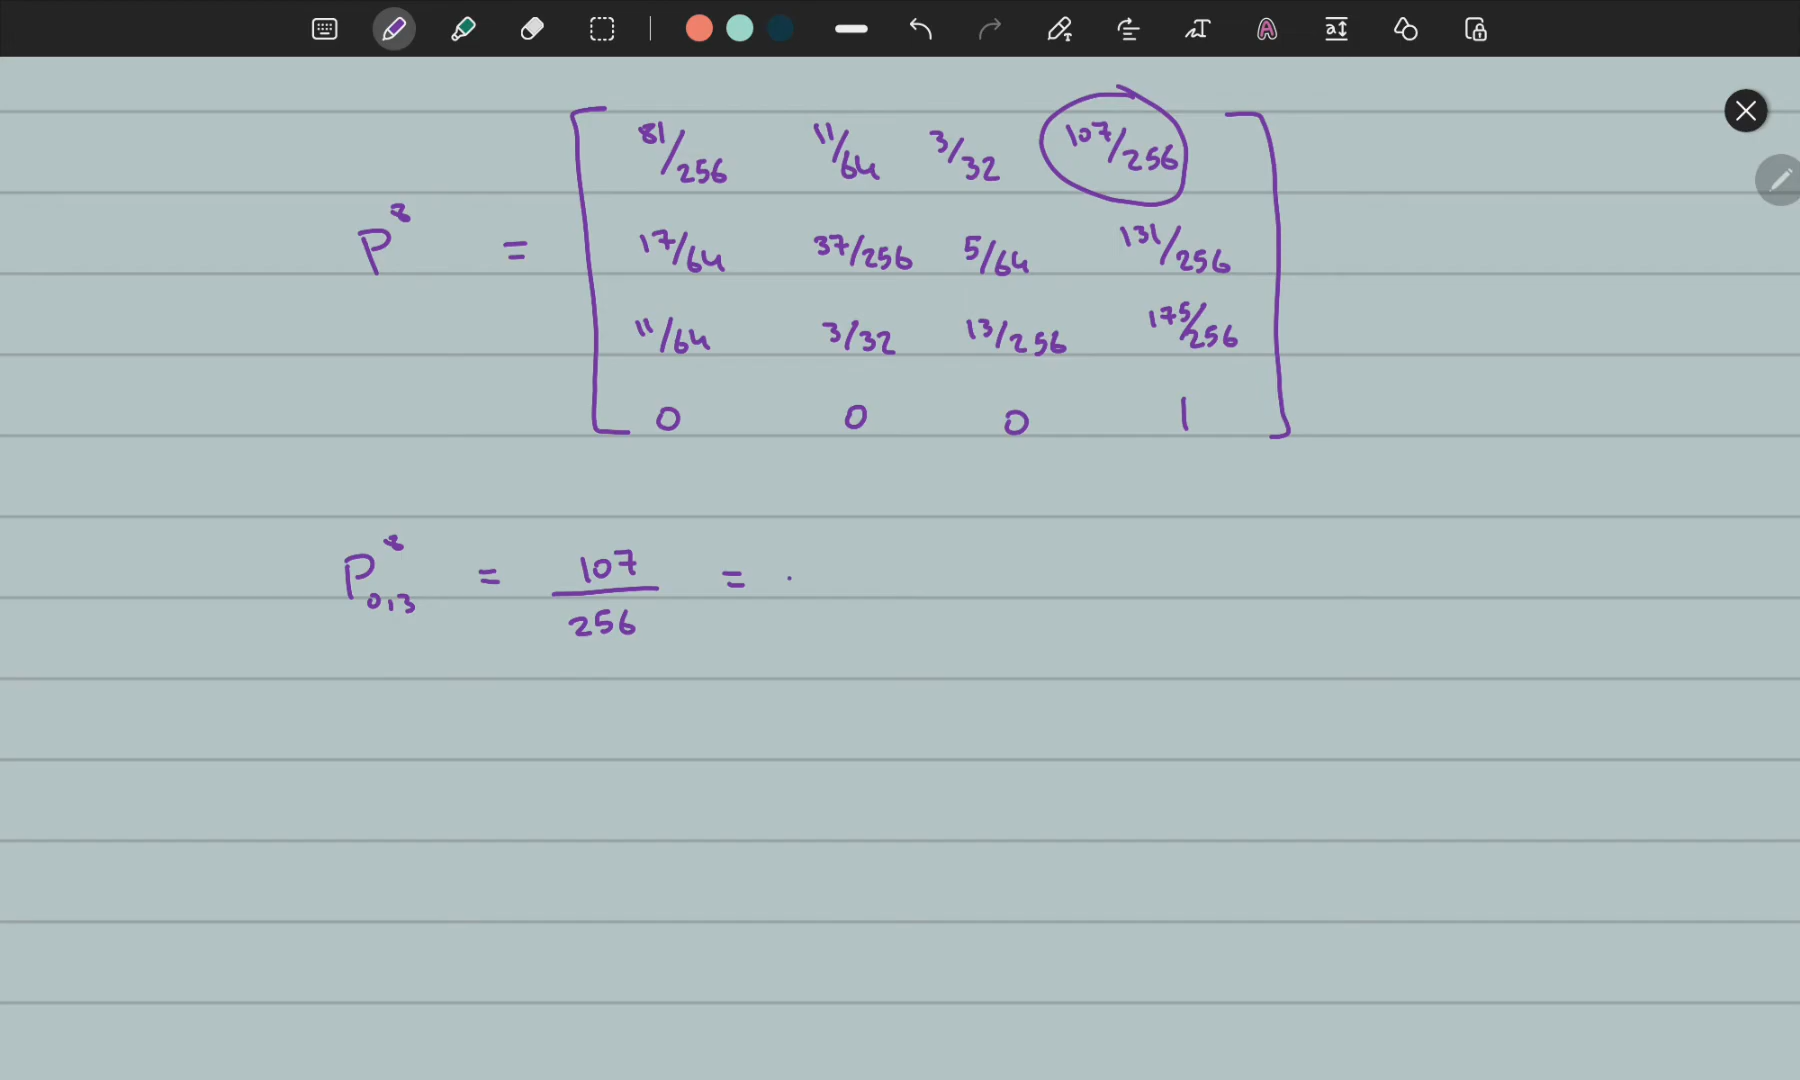 81/256 11/64 3/32 107/256
P^8 = 17/64 37/256 5/64 131/256
11/64 3/32 13/256 175/256
0 0 0 1
P^8_{0,3} = 107/256 = .